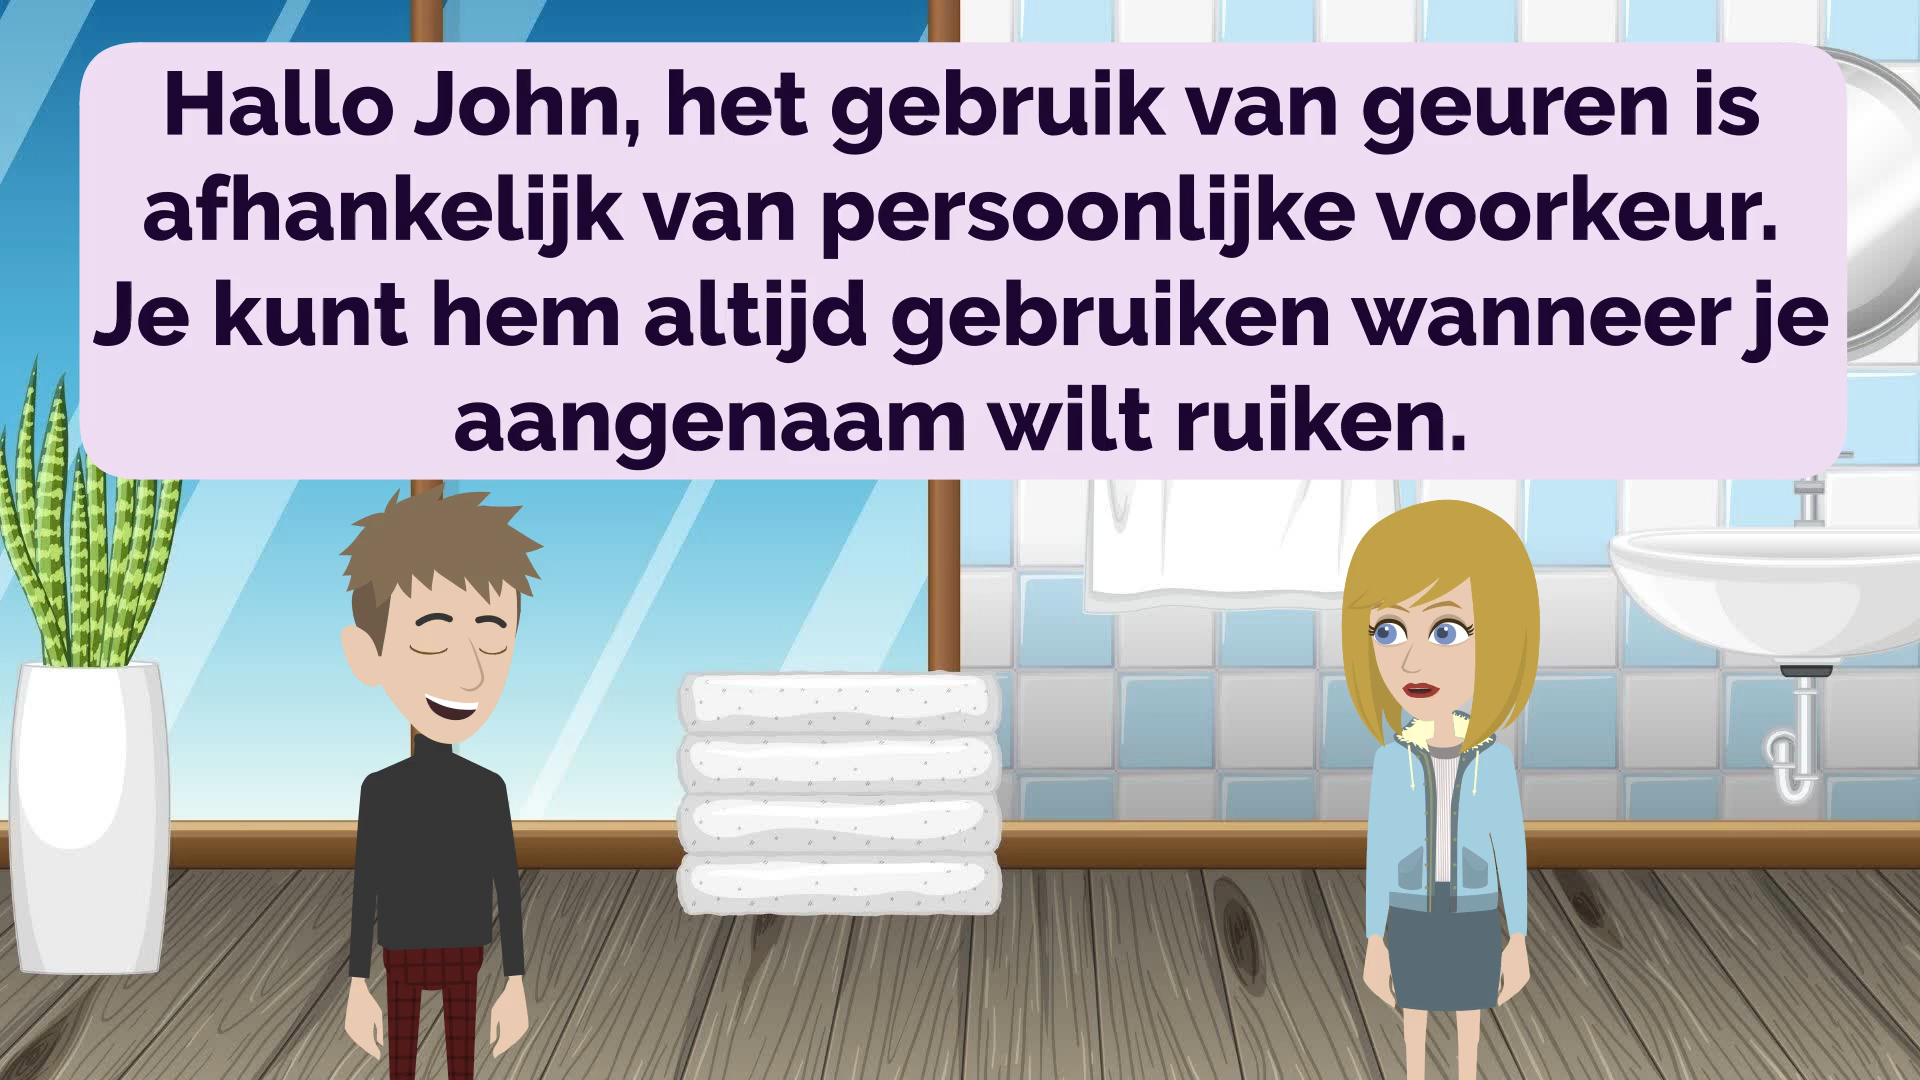 Hallo John, het gebruik van geuren is
afhankelijk van persoonlijke voorkeur.
Je kunt hem altijd gebruiken wanneer je
aangenaam wilt ruiken.